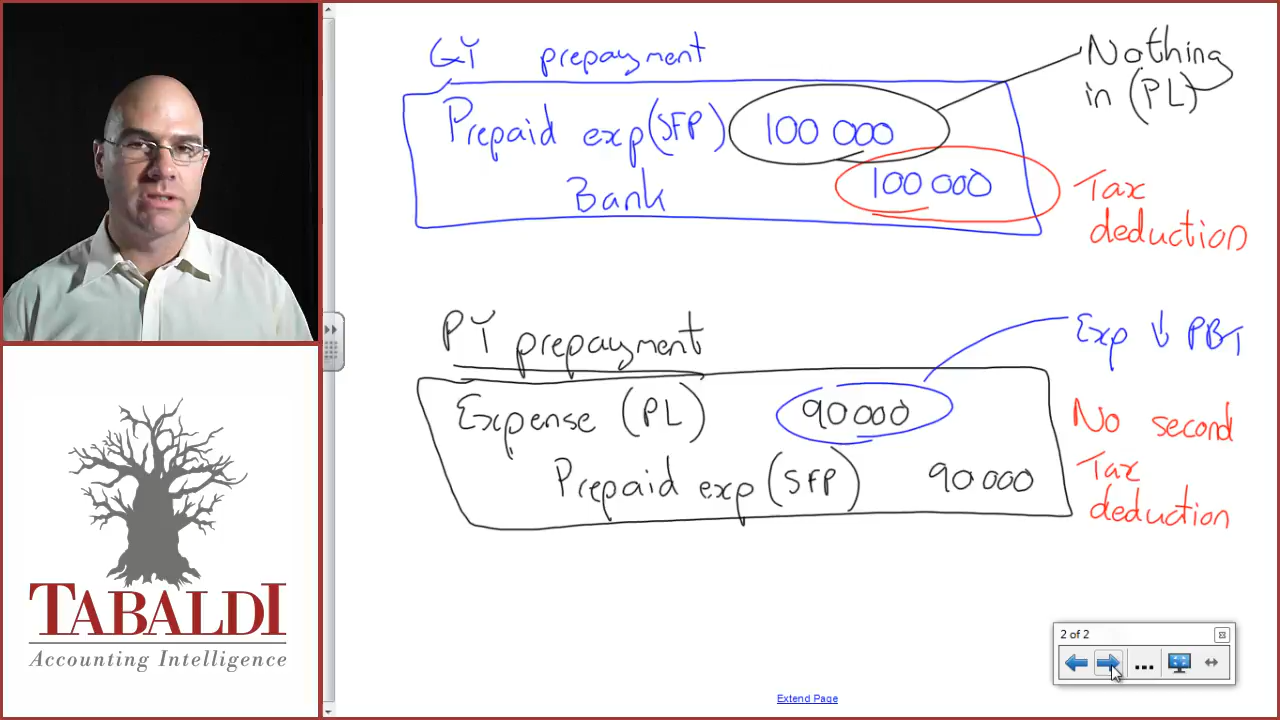 CY prepayment
Prepaid exp (SFP) 100 000
Bank 100 000
Nothing
in (PL)
Tax
deduction
PY prepayment
Expense (PL) 90 000
Prepaid exp (SFP) 90 000
Exp ↓ PBT
No second
Tax
deduction
TABALDI
Accounting Intelligence
2 of 2
Extend Page